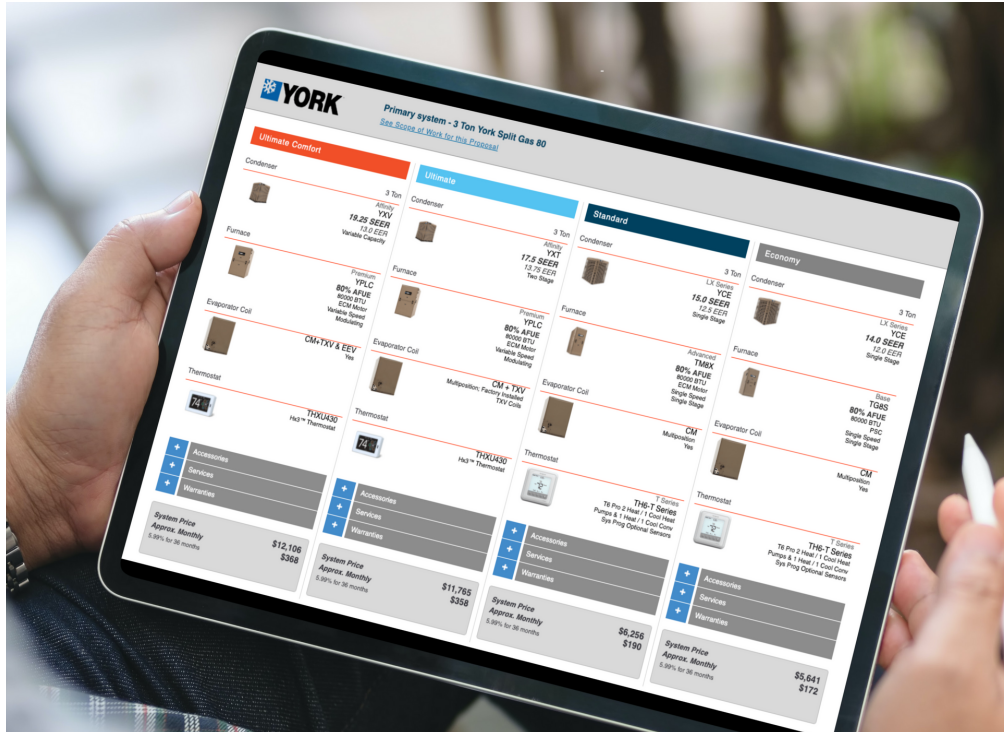 YORK
Primary system - 3 Ton York Split Gas 80
See Scope of Work for this Proposal
Ultimate Comfort
Condenser
3 Ton
Affinity
YXV
19.25 SEER
13.0 EER
Variable Capacity
Furnace
Premium
YPLC
80% AFUE
80000 BTU
ECM Motor
Variable Speed
Modulating
Evaporator Coil
CM+TXV & EEV
Yes
Thermostat
74
THXU430
Hx3™ Thermostat
+ Accessories
+ Services
+ Warranties
System Price $12,106
Approx. Monthly $368
5.99% for 36 months
Ultimate
Condenser
3 Ton
Affinity
YXT
17.5 SEER
13.75 EER
Two Stage
Furnace
Premium
YPLC
80% AFUE
80000 BTU
ECM Motor
Variable Speed
Modulating
Evaporator Coil
CM + TXV
Multiposition; Factory Installed
TXV Coils
Thermostat
74
THXU430
Hx3™ Thermostat
+ Accessories
+ Services
+ Warranties
System Price $11,765
Approx. Monthly $358
5.99% for 36 months
Standard
Condenser
3 Ton
LX Series
YCE
15.0 SEER
12.5 EER
Single Stage
Furnace
Advanced
TM8X
80% AFUE
80000 BTU
ECM Motor
Single Speed
Single Stage
Evaporator Coil
CM
Multiposition
Yes
Thermostat
T Series
TH6-T Series
T6 Pro 2 Heat / 1 Cool Heat
Pumps & 1 Heat / 1 Cool Conv
Sys Prog Optional Sensors
+ Accessories
+ Services
+ Warranties
System Price $6,256
Approx. Monthly $190
5.99% for 36 months
Economy
Condenser
3 Ton
LX Series
YCE
14.0 SEER
12.0 EER
Single Stage
Furnace
Base
TG8S
80% AFUE
80000 BTU
PSC
Single Speed
Single Stage
Evaporator Coil
CM
Multiposition
Yes
Thermostat
T Series
TH6-T Series
T6 Pro 2 Heat / 1 Cool Heat
Pumps & 1 Heat / 1 Cool Conv
Sys Prog Optional Sensors
+ Accessories
+ Services
+ Warranties
System Price $5,641
Approx. Monthly $172
5.99% for 36 months